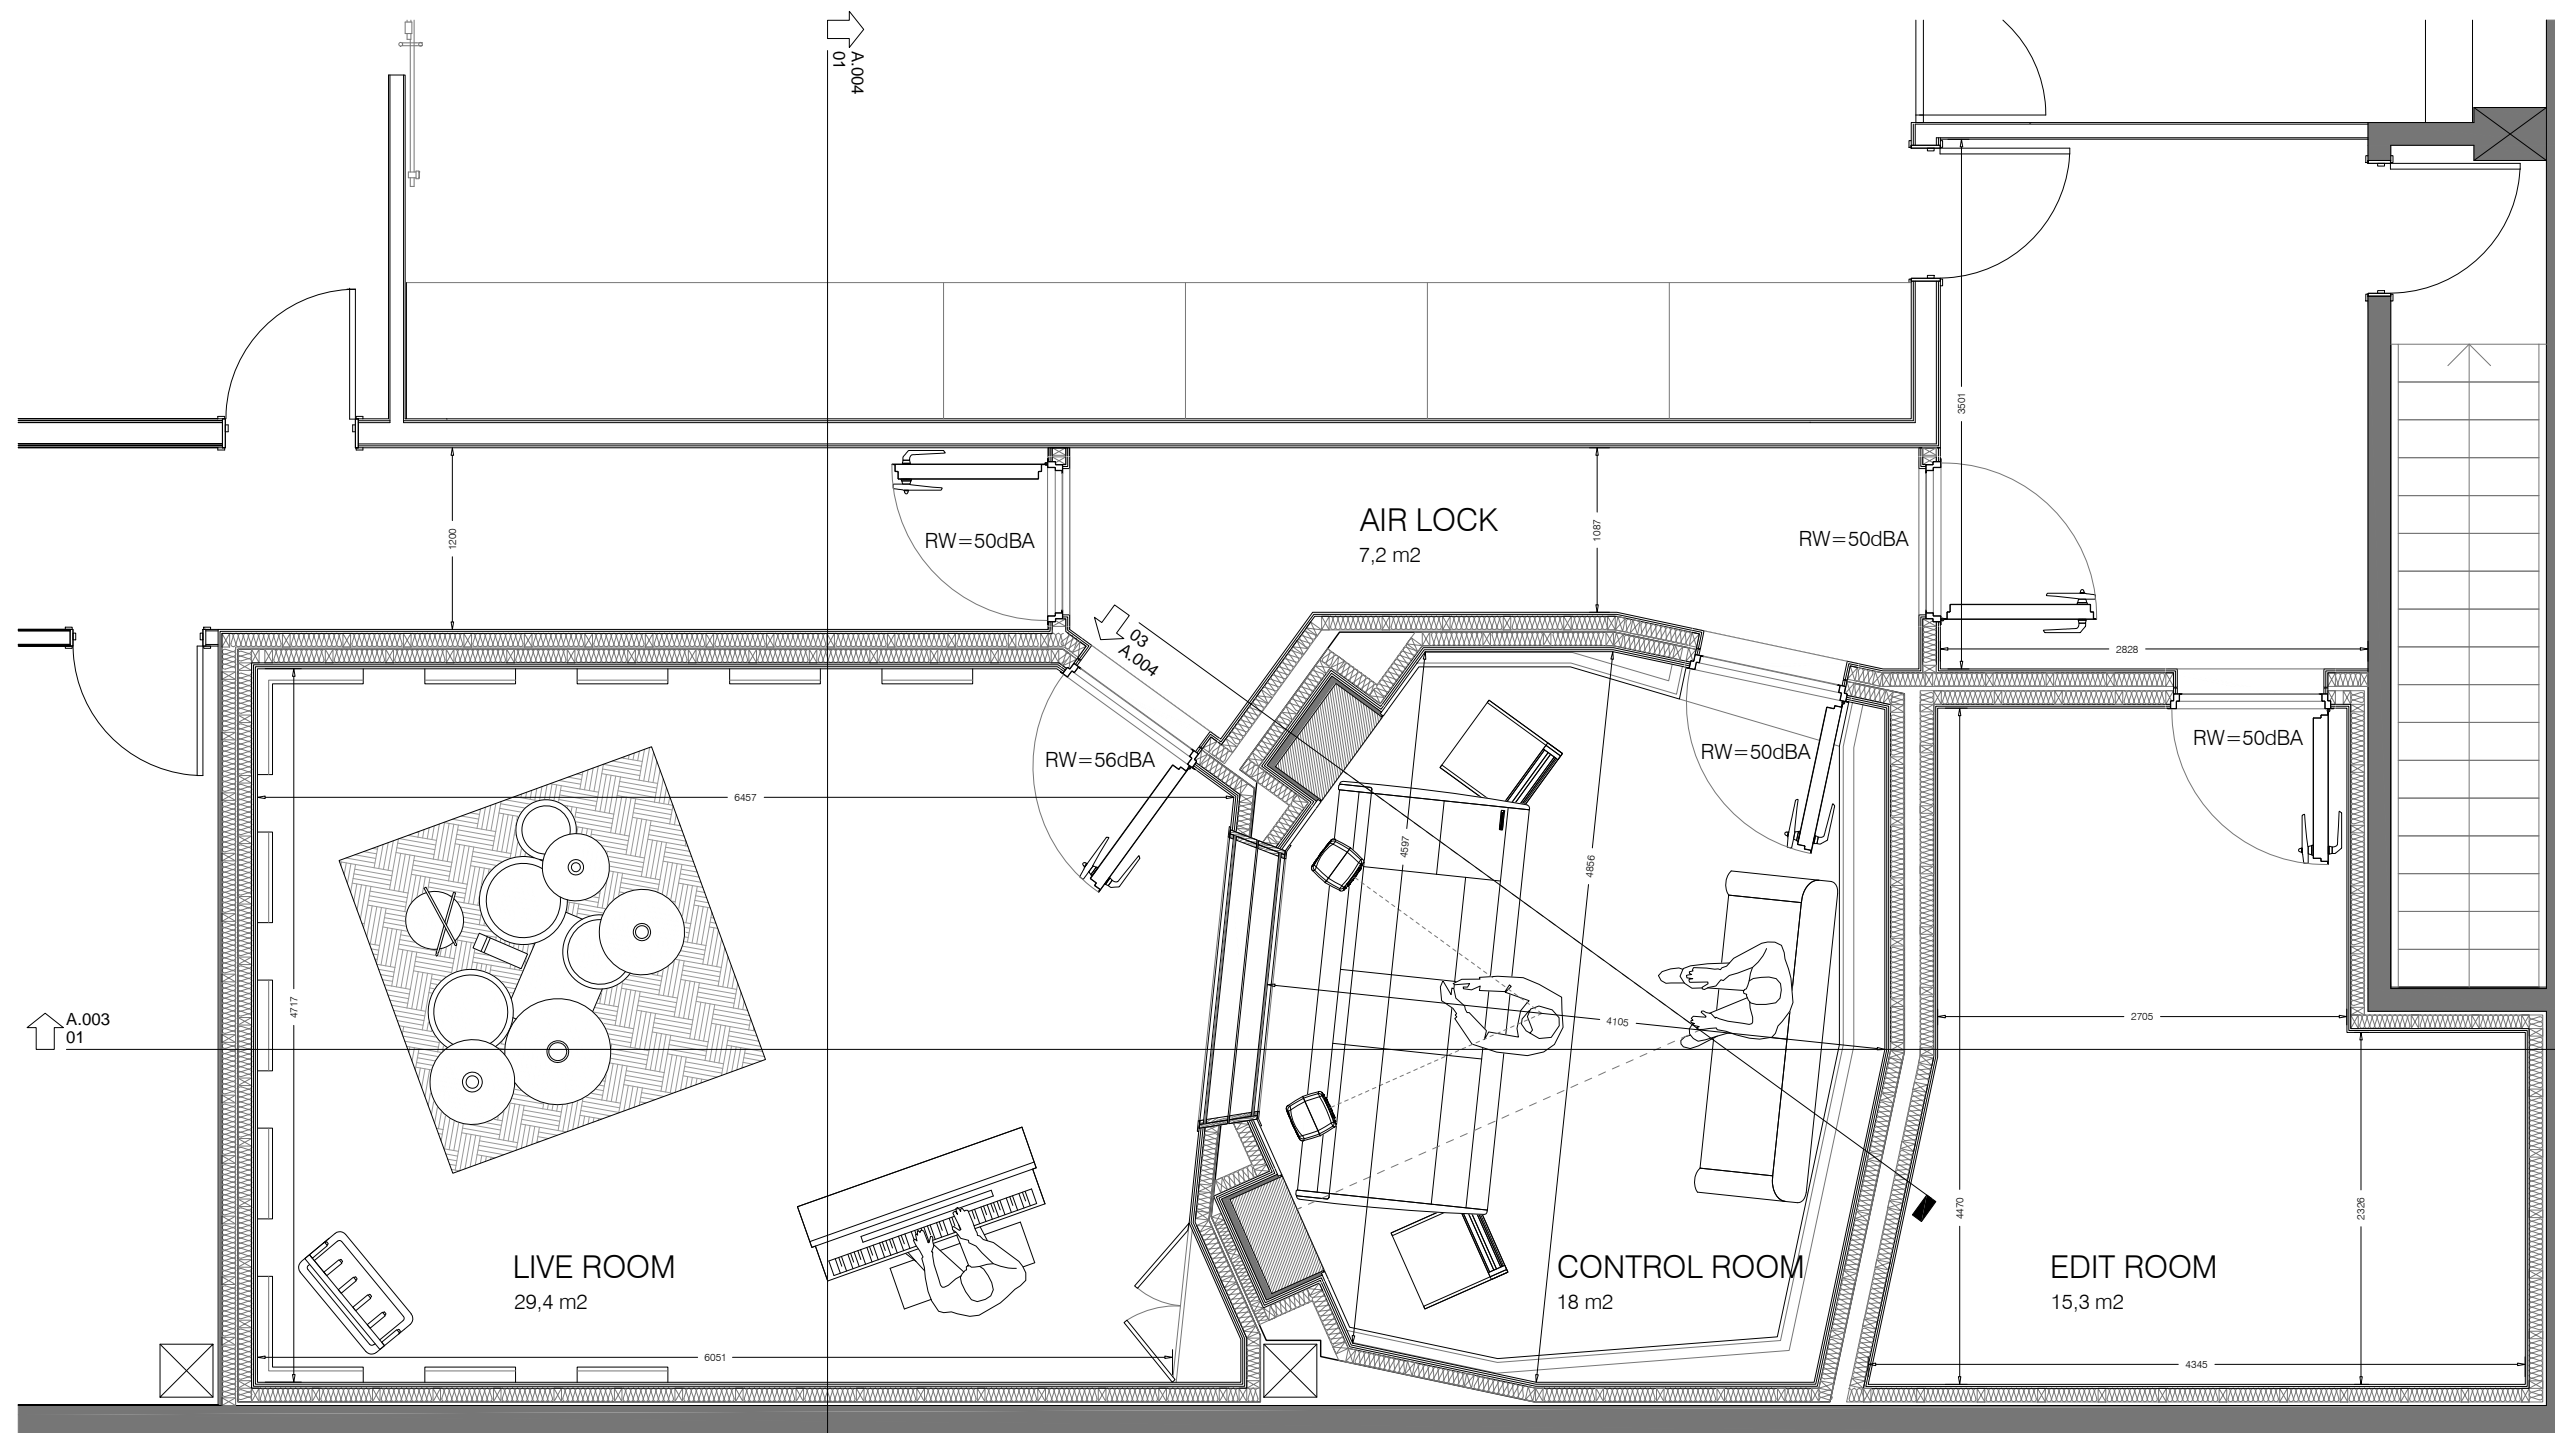 A.004
01
3501
AIR LOCK
7,2 m2
1087
RW=50dBA
RW=50dBA
1200
03
A.004
2828
RW=56dBA
RW=50dBA
RW=50dBA
6457
4597
4856
4717
A.003
01
4105
2705
4470
2326
LIVE ROOM
29,4 m2
CONTROL ROOM
18 m2
EDIT ROOM
15,3 m2
6051
4345